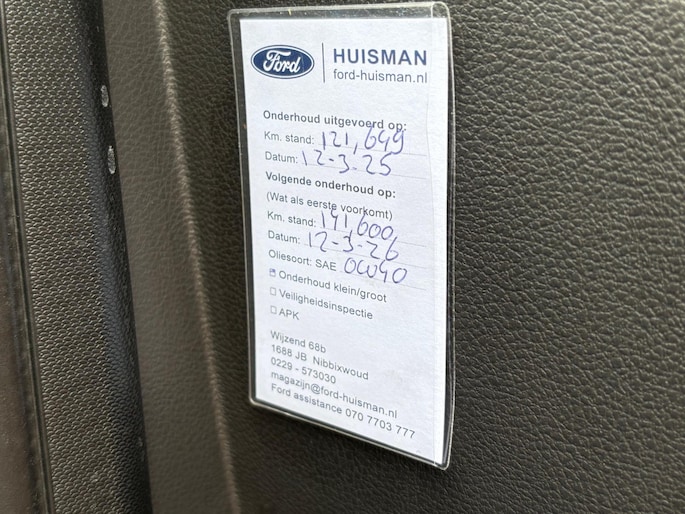 Ford
HUISMAN
ford-huisman.nl
Onderhoud uitgevoerd op:
Km. stand: 121,649
Datum: 12-3-25
Volgende onderhoud op:
(Wat als eerste voorkomt)
Km. stand: 141,600
Datum: 12-3-26
Oliesoort: SAE 0W40
Onderhoud klein/groot
Veiligheidsinspectie
APK
Wijzend 68b
1688 JB Nibbixwoud
0229 - 573030
magazijn@ford-huisman.nl
Ford assistance 070 7703 777